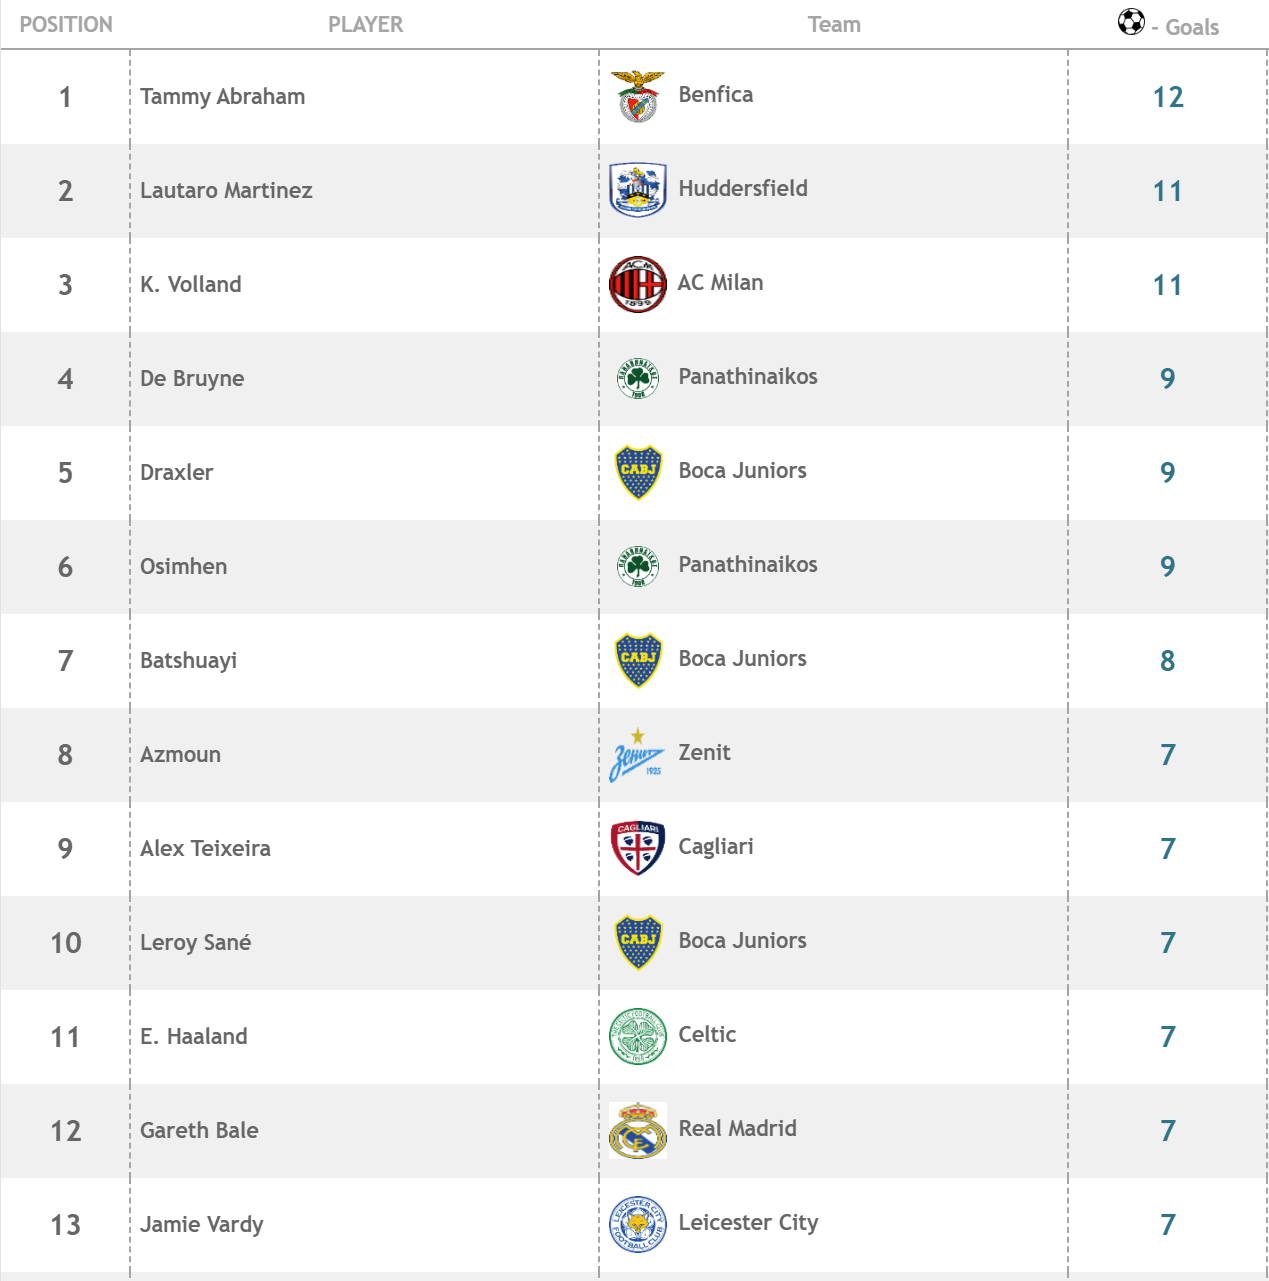 POSITION PLAYER Team - Goals
1 Tammy Abraham Benfica 12
2 Lautaro Martinez Huddersfield 11
3 K. Volland AC Milan 11
4 De Bruyne Panathinaikos 9
5 Draxler Boca Juniors 9
6 Osimhen Panathinaikos 9
7 Batshuayi Boca Juniors 8
8 Azmoun Zenit 7
9 Alex Teixeira Cagliari 7
10 Leroy Sané Boca Juniors 7
11 E. Haaland Celtic 7
12 Gareth Bale Real Madrid 7
13 Jamie Vardy Leicester City 7